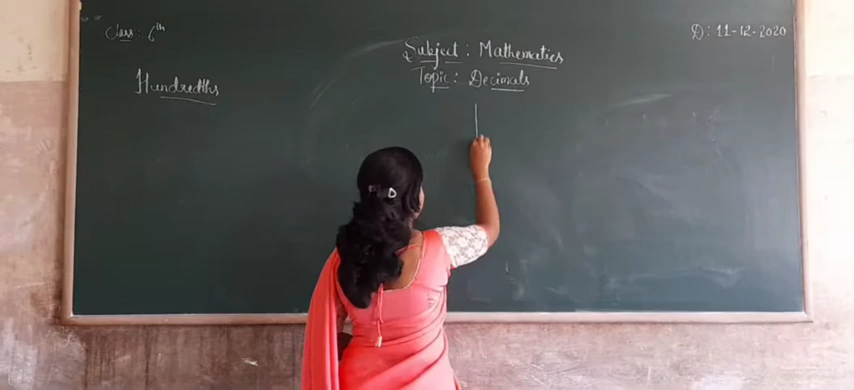 Class : 6th
Subject : Mathematics
D : 11-12-2020
Topic : Decimals
Hundredths